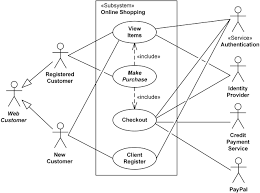 «Subsystem»
Online Shopping
View
Items
«Service»
Authentication
«include»
Registered
Customer
Make
Purchase
Identity
Provider
«include»
Web
Customer
Checkout
Credit
Payment
Service
New
Customer
Client
Register
PayPal